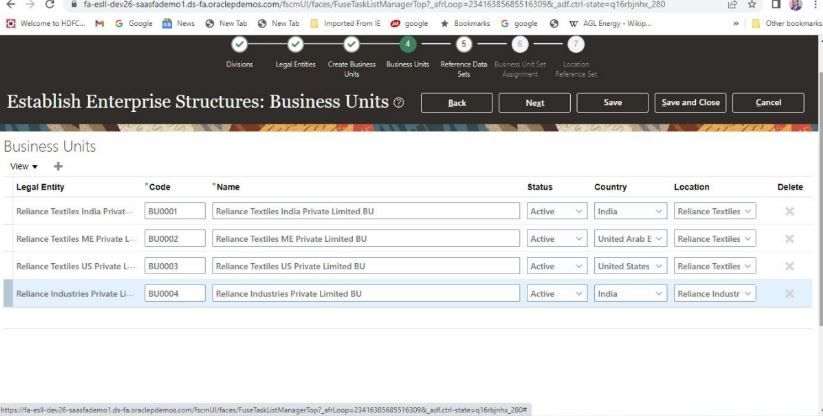 fa-esll-dev26-saasfademo1.ds-fa.oraclepdemos.com/fscmUI/faces/FuseTaskListManagerTop?_afrLoop=23416385685516309&_adf.ctrl-state=q16rbjnhx_280
Welcome to HDFC... Google News New Tab New Tab Imported From IE google Bookmarks google AGL Energy - Wikip... » Other bookmarks
4 5 6 7
Divisions Legal Entities Create Business Units Business Units Reference Data Sets Business Unit Set Assignment Location Reference Set
Establish Enterprise Structures: Business Units Back Next Save Save and Close Cancel
Business Units
View
Legal Entity *Code *Name Status Country Location Delete
Reliance Textiles India Privat... BU0001 Reliance Textiles India Private Limited BU Active India Reliance Textiles
Reliance Textiles ME Private L... BU0002 Reliance Textiles ME Private Limited BU Active United Arab E Reliance Textiles
Reliance Textiles US Private L... BU0003 Reliance Textiles US Private Limited BU Active United States Reliance Textiles
Reliance Industries Private Li... BU0004 Reliance Industries Private Limited BU Active India Reliance Industr
https://fa-esll-dev26-saasfademo1.ds-fa.oraclepdemos.com/fscmUI/faces/FuseTaskListManagerTop?_afrLoop=23416385685516309&_adf.ctrl-state=q16rbjnhx_280#